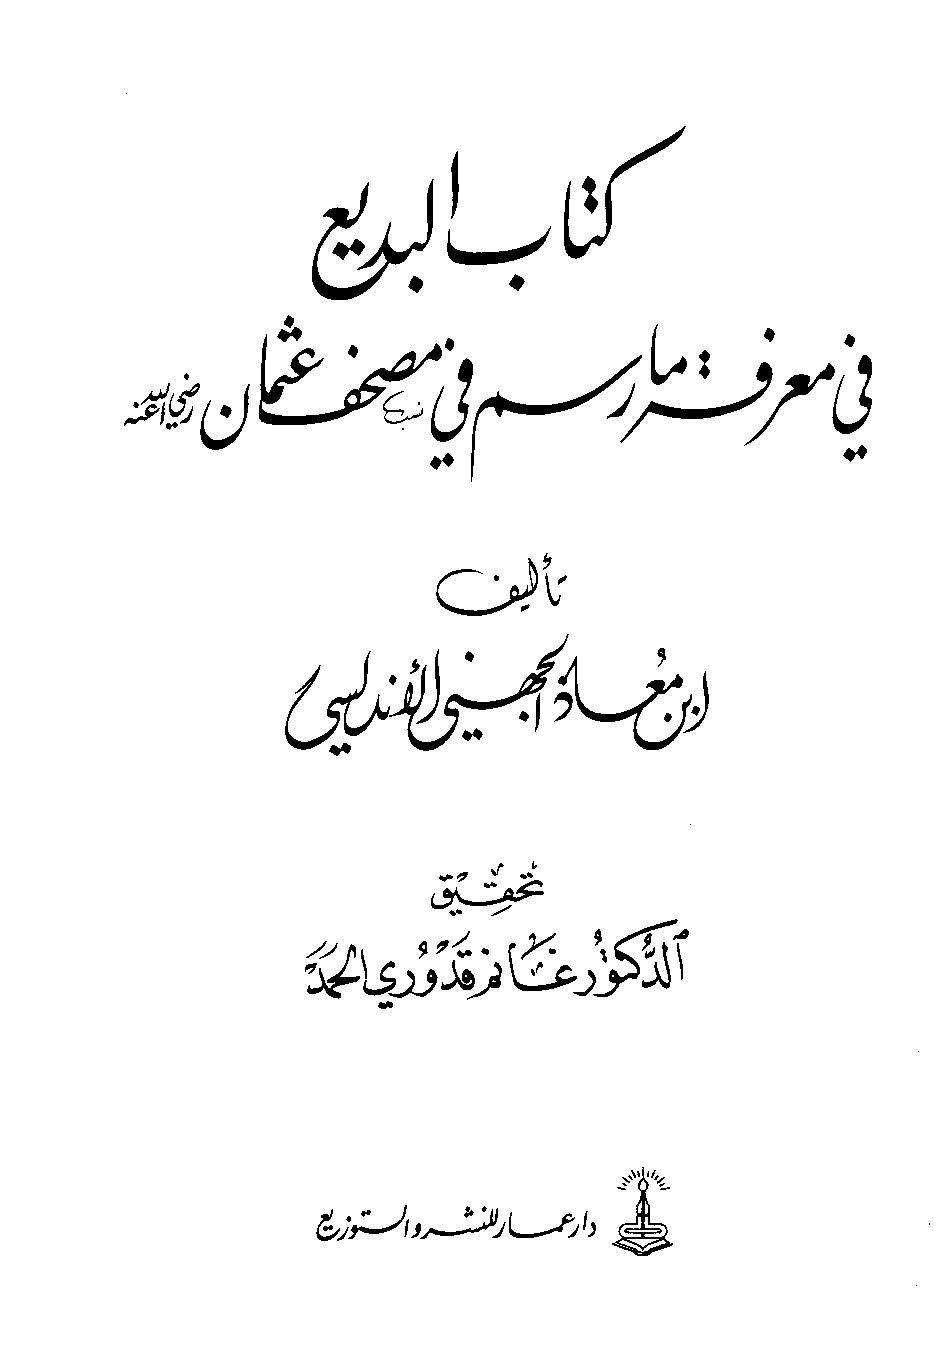 كتاب البديع
في معرفة ما رسم في مصحف عثمان رضي الله عنه
تأليف
ابن مُعاذ الجهني الأندلسي
تحقيق
الدكتور غانم قدوري الحمد
دار عمار للنشر والتوزيع